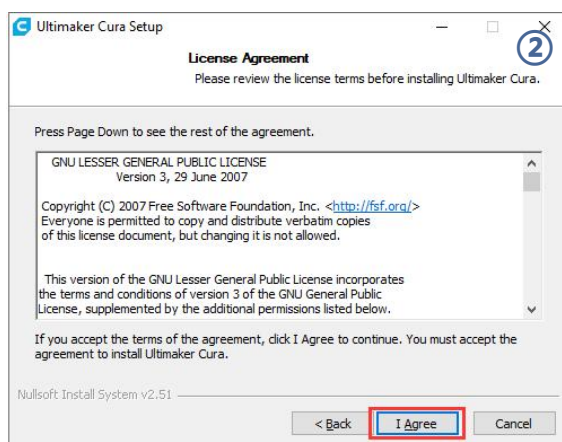 Ultimaker Cura Setup
②
License Agreement
Please review the license terms before installing Ultimaker Cura.
Press Page Down to see the rest of the agreement.
GNU LESSER GENERAL PUBLIC LICENSE
Version 3, 29 June 2007
Copyright (C) 2007 Free Software Foundation, Inc. <http://fsf.org/>
Everyone is permitted to copy and distribute verbatim copies
of this license document, but changing it is not allowed.
This version of the GNU Lesser General Public License incorporates
the terms and conditions of version 3 of the GNU General Public
License, supplemented by the additional permissions listed below.
If you accept the terms of the agreement, click I Agree to continue. You must accept the
agreement to install Ultimaker Cura.
Nullsoft Install System v2.51
< Back I Agree Cancel